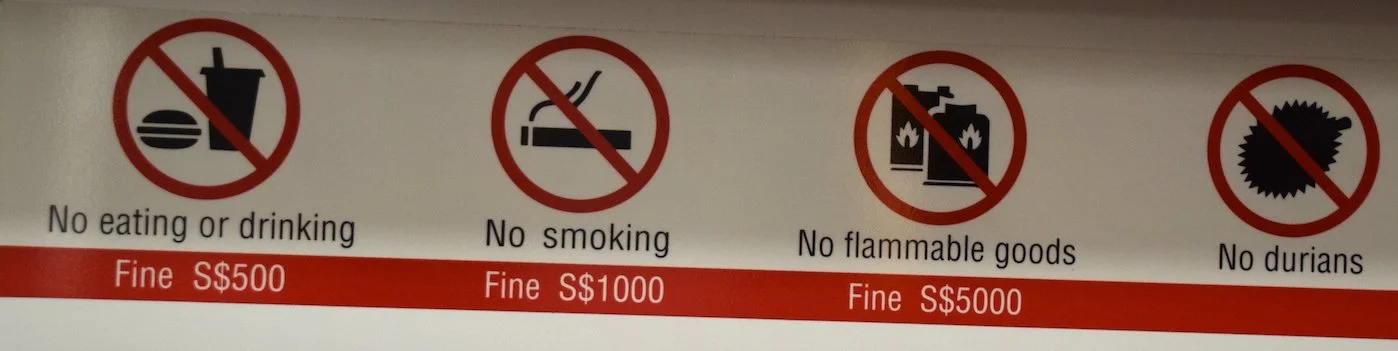 No eating or drinking
Fine S$500
No smoking
Fine S$1000
No flammable goods
Fine S$5000
No durians